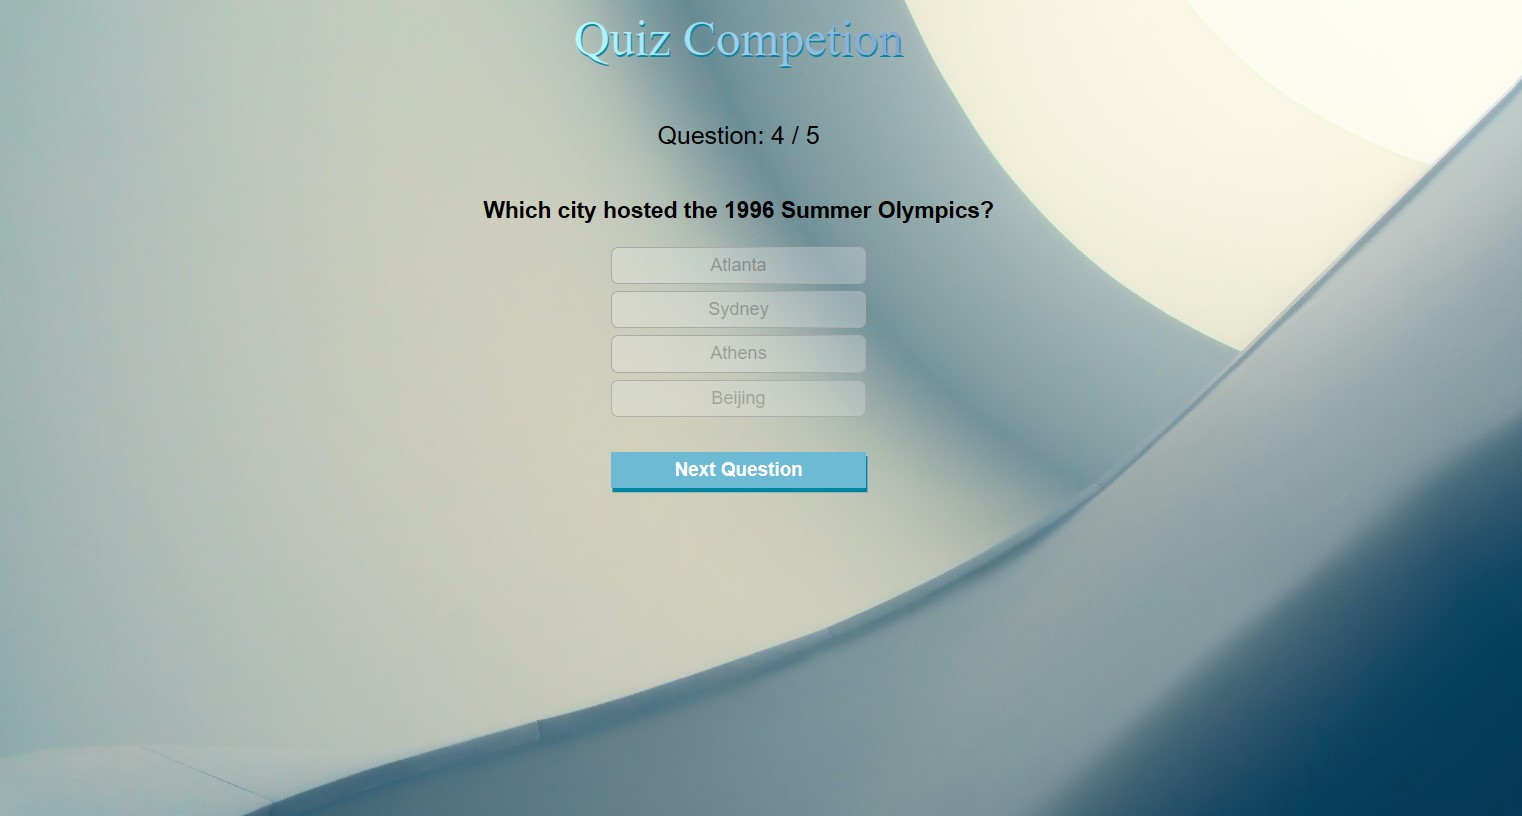 Quiz Competion
Question: 4 / 5
Which city hosted the 1996 Summer Olympics?
Atlanta
Sydney
Athens
Beijing
Next Question